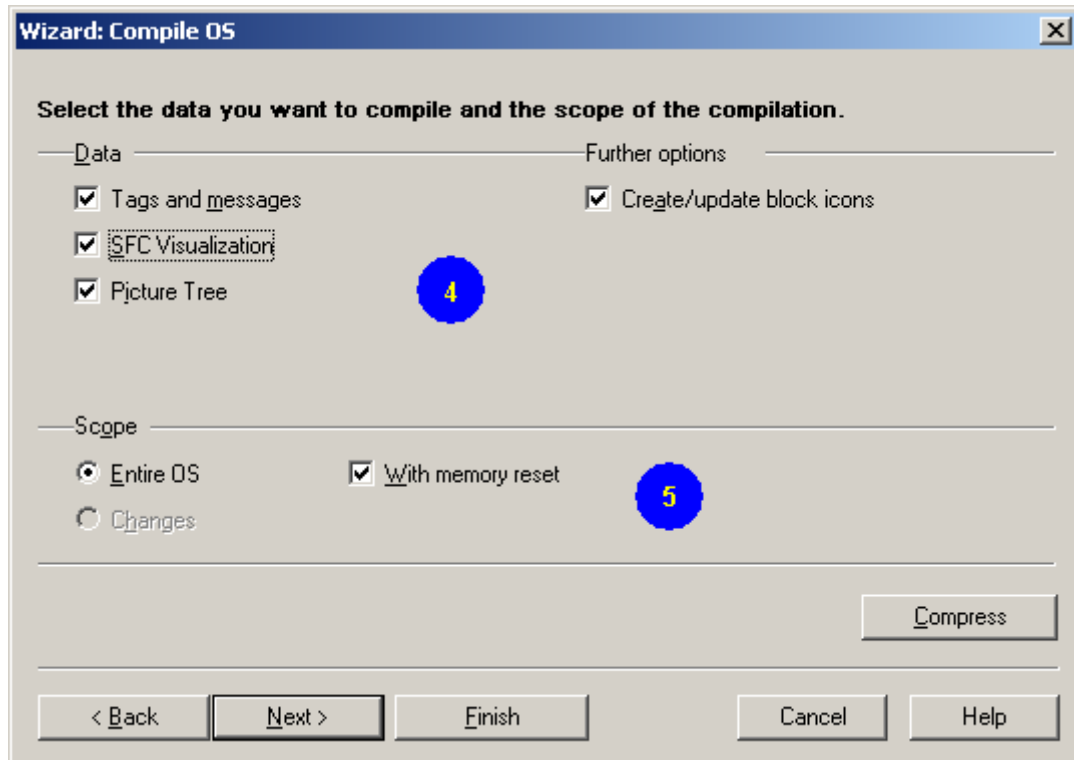 Wizard: Compile OS
Select the data you want to compile and the scope of the compilation.
Data
Further options
Tags and messages
Create/update block icons
SFC Visualization
Picture Tree
4
Scope
Entire OS
With memory reset
5
Changes
Compress
< Back
Next >
Finish
Cancel
Help